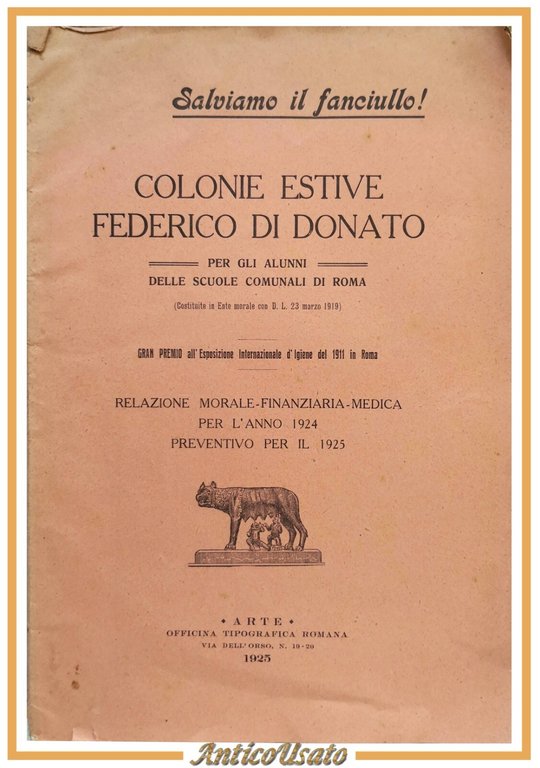 Salviamo il fanciullo!
COLONIE ESTIVE
FEDERICO DI DONATO
PER GLI ALUNNI
DELLE SCUOLE COMUNALI DI ROMA
(Costituite in Ente morale con D. L. 23 marzo 1919)
GRAN PREMIO all'Esposizione Internazionale d'Igiene del 1911 in Roma
RELAZIONE MORALE-FINANZIARIA-MEDICA
PER L'ANNO 1924
PREVENTIVO PER IL 1925
• ARTE •
OFFICINA TIPOGRAFICA ROMANA
VIA DELL'ORSO, N. 19-20
1925
AnticoUsato